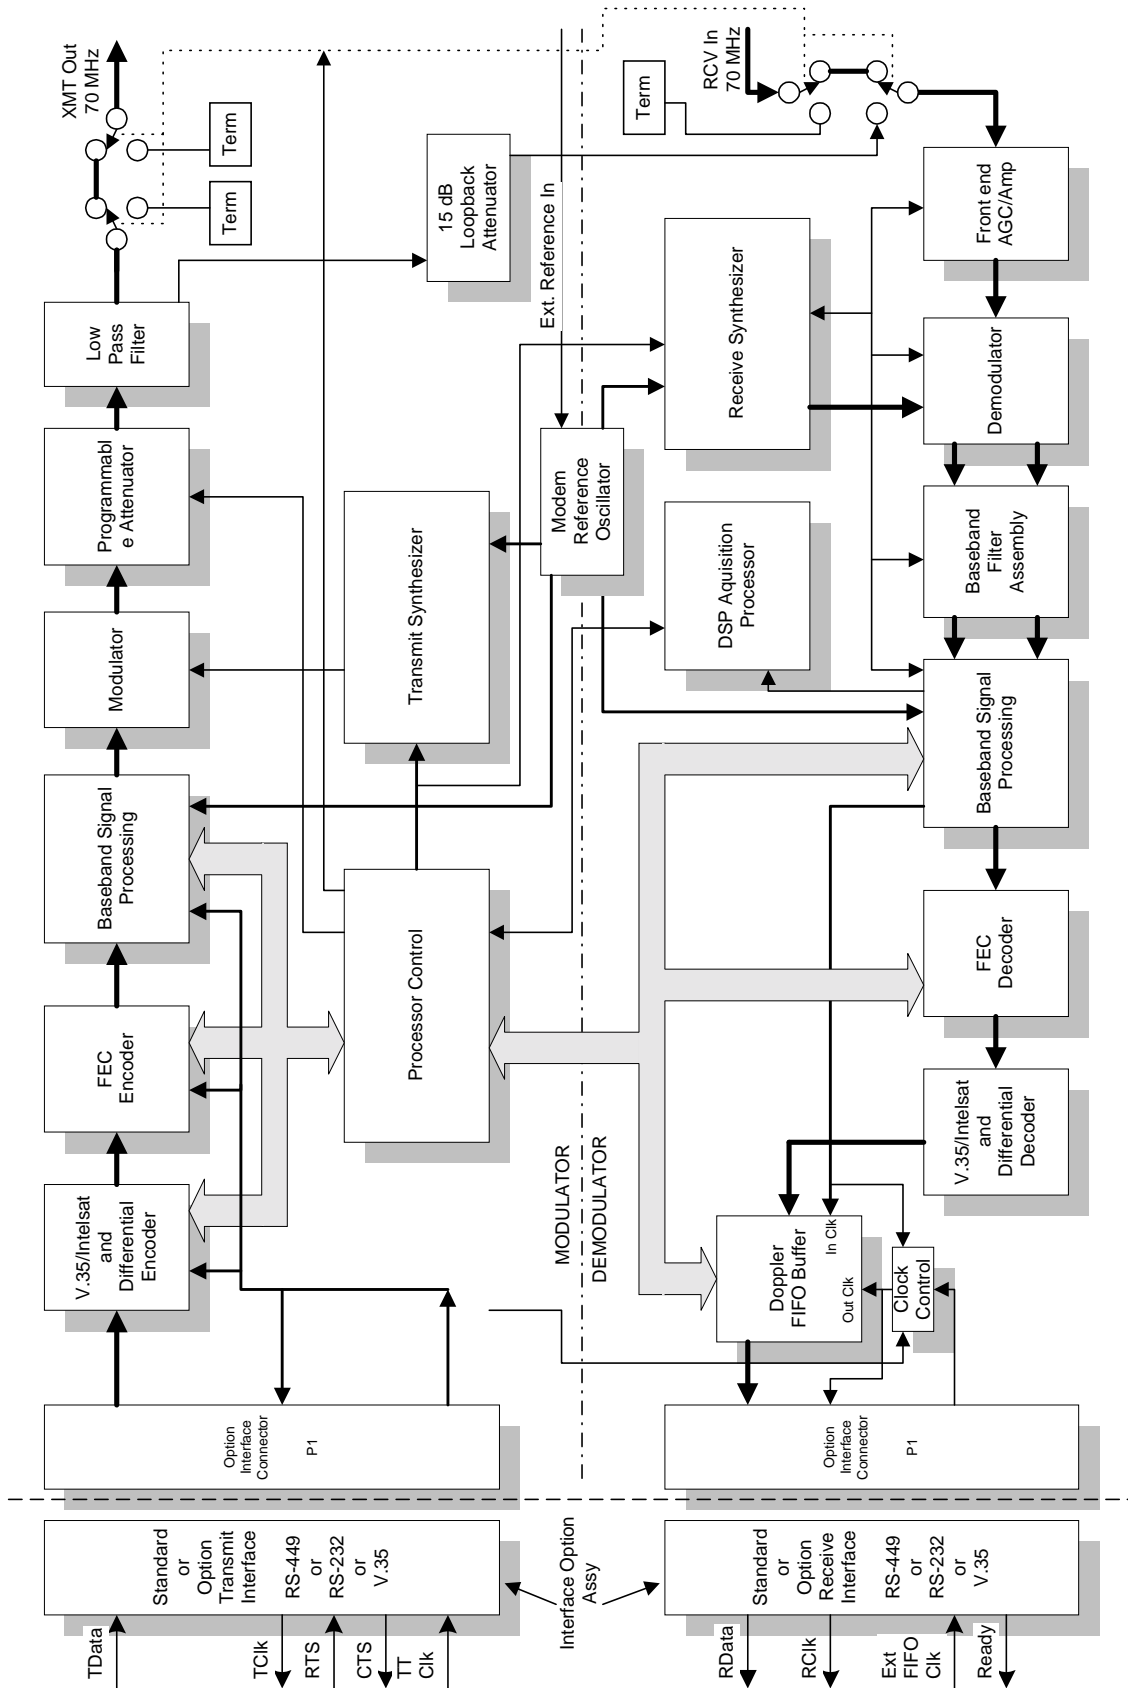 XMT Out
70 MHz
Term
Term
Low
Pass
Filter
Programmabl
e Attenuator
Modulator
Baseband Signal
Processing
FEC
Encoder
V.35/Intelsat
and
Differential
Encoder
Option
Interface
Connector
P1
Standard
or
Option
Transmit
Interface
RS-449
or
RS-232
or
V.35
TData
TClk
RTS
CTS
TT
Clk
15 dB
Loopback
Attenuator
Transmit Synthesizer
Processor Control
Ext. Reference In
Modem
Reference
Oscillator
MODULATOR
DEMODULATOR
Interface Option
Assy
RCV In
70 MHz
Term
Front end
AGC/Amp
Receive Synthesizer
Demodulator
DSP Aquisition
Processor
Baseband
Filter
Assembly
Baseband Signal
Processing
FEC
Decoder
V.35/Intelsat
and
Differential
Decoder
Doppler
FIFO Buffer
In Clk
Out Clk
Clock
Control
Option
Interface
Connector
P1
Standard
or
Option
Receive
Interface
RS-449
or
RS-232
or
V.35
RData
RClk
Ext
FIFO
Clk
Ready